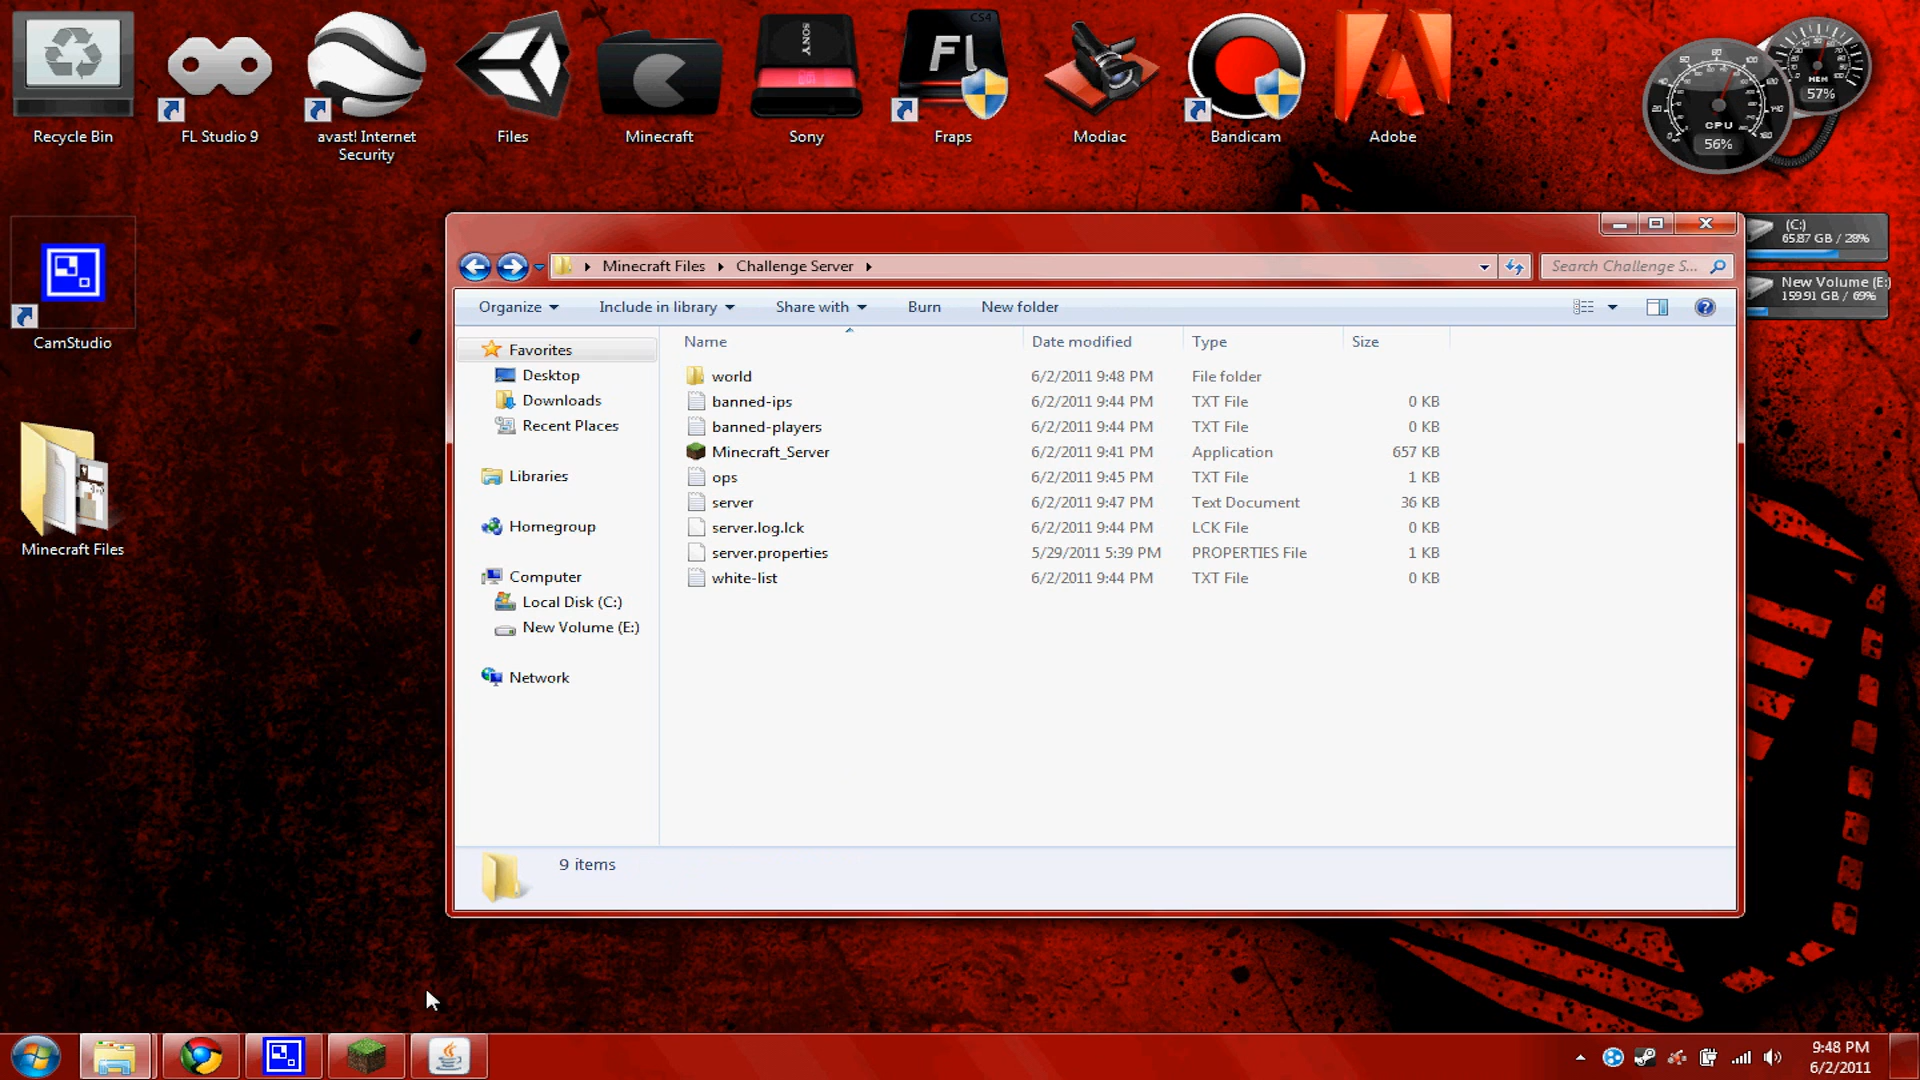 CS4
SONY
Fl
Recycle Bin
FL Studio 9
avast! Internet
Security
Files
Minecraft
Sony
Fraps
Modiac
Bandicam
Adobe
MEM
57%
CPU
56%
(C:)
65.87 GB / 28%
New Volume (E:)
159.91 GB / 69%
CamStudio
Minecraft Files
Minecraft Files
Challenge Server
Search Challenge S...
Organize
Include in library
Share with
Burn
New folder
Favorites
Desktop
Downloads
Recent Places
Libraries
Homegroup
Computer
Local Disk (C:)
New Volume (E:)
Network
Name Date modified Type Size
world 6/2/2011 9:48 PM File folder
banned-ips 6/2/2011 9:44 PM TXT File 0 KB
banned-players 6/2/2011 9:44 PM TXT File 0 KB
Minecraft_Server 6/2/2011 9:41 PM Application 657 KB
ops 6/2/2011 9:45 PM TXT File 1 KB
server 6/2/2011 9:47 PM Text Document 36 KB
server.log.lck 6/2/2011 9:44 PM LCK File 0 KB
server.properties 5/29/2011 5:39 PM PROPERTIES File 1 KB
white-list 6/2/2011 9:44 PM TXT File 0 KB
9 items
9:48 PM
6/2/2011